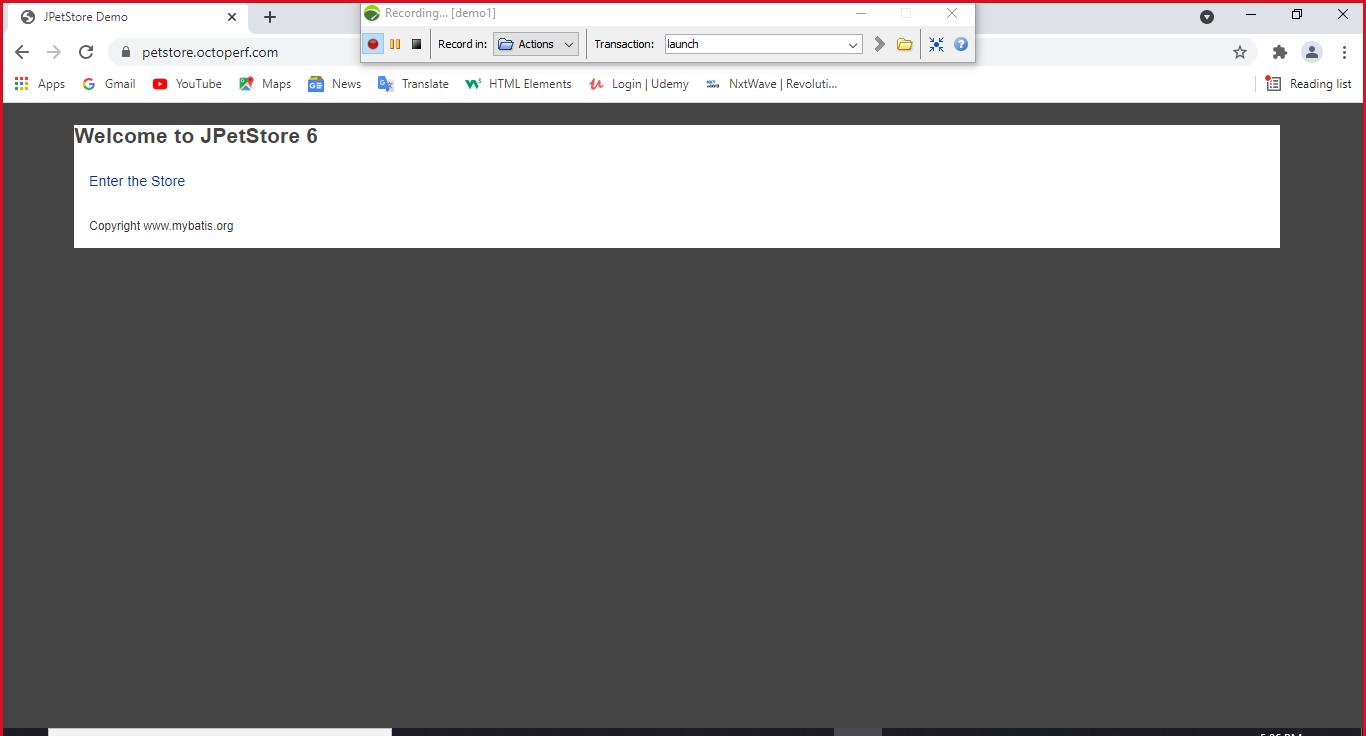 JPetStore Demo
Recording... [demo1]
Record in: Actions Transaction: launch
petstore.octoperf.com
Apps Gmail YouTube Maps News Translate HTML Elements Login | Udemy NxtWave | Revoluti... Reading list
Welcome to JPetStore 6
Enter the Store
Copyright www.mybatis.org